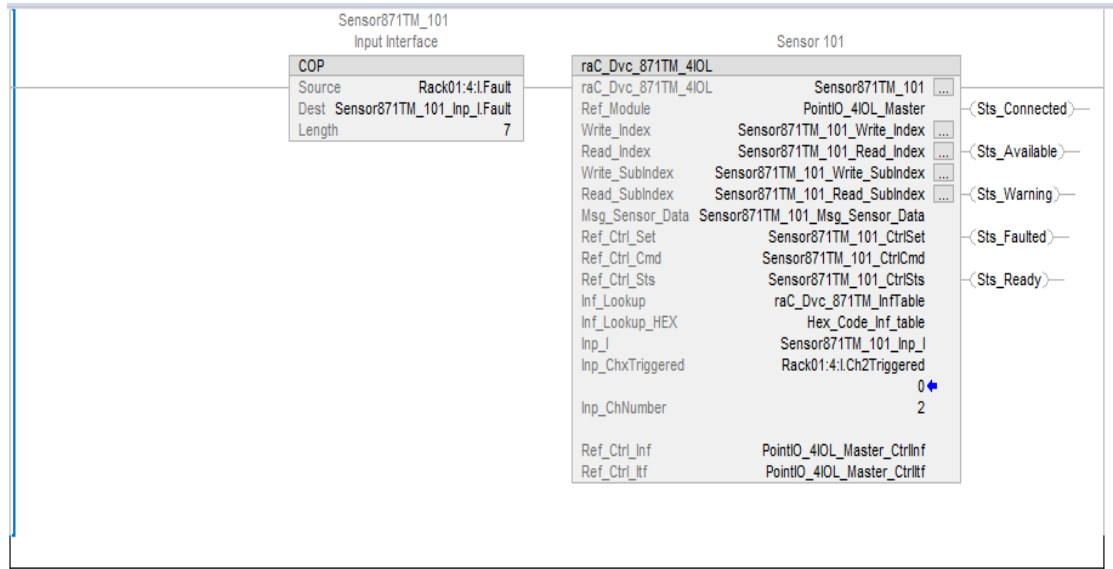 Sensor871TM_101
Input Interface
COP
Source Rack01:4:I.Fault
Dest Sensor871TM_101_Inp_I.Fault
Length 7
Sensor 101
raC_Dvc_871TM_4IOL
raC_Dvc_871TM_4IOL Sensor871TM_101 ...
Ref_Module PointIO_4IOL_Master Sts_Connected
Write_Index Sensor871TM_101_Write_Index ...
Read_Index Sensor871TM_101_Read_Index ... Sts_Available
Write_SubIndex Sensor871TM_101_Write_SubIndex ...
Read_SubIndex Sensor871TM_101_Read_SubIndex ... Sts_Warning
Msg_Sensor_Data Sensor871TM_101_Msg_Sensor_Data
Ref_Ctrl_Set Sensor871TM_101_CtrlSet Sts_Faulted
Ref_Ctrl_Cmd Sensor871TM_101_CtrlCmd
Ref_Ctrl_Sts Sensor871TM_101_CtrlSts Sts_Ready
Inf_Lookup raC_Dvc_871TM_InfTable
Inf_Lookup_HEX Hex_Code_Inf_table
Inp_I Sensor871TM_101_Inp_I
Inp_ChxTriggered Rack01:4:I.Ch2Triggered
0
Inp_ChNumber 2
Ref_Ctrl_Inf PointIO_4IOL_Master_CtrlInf
Ref_Ctrl_Itf PointIO_4IOL_Master_CtrlItf